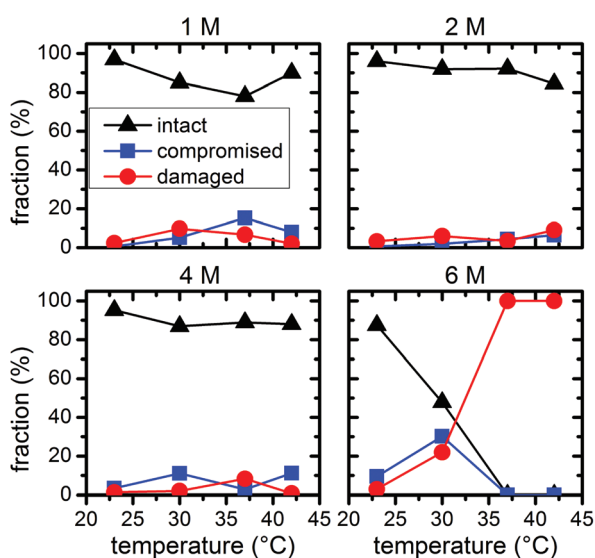 1 M
2 M
100
80
60
40
20
0
fraction (%)
intact
compromised
damaged
4 M
6 M
100
80
60
40
20
0
fraction (%)
20 25 30 35 40 45
20 25 30 35 40 45
temperature (°C)
temperature (°C)